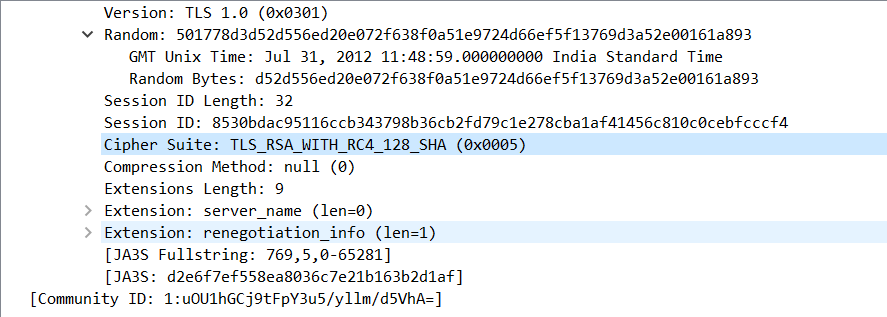 Version: TLS 1.0 (0x0301)
Random: 501778d3d52d556ed20e072f638f0a51e9724d66ef5f13769d3a52e00161a893
GMT Unix Time: Jul 31, 2012 11:48:59.000000000 India Standard Time
Random Bytes: d52d556ed20e072f638f0a51e9724d66ef5f13769d3a52e00161a893
Session ID Length: 32
Session ID: 8530bdac95116ccb343798b36cb2fd79c1e278cba1af41456c810c0cebfcccf4
Cipher Suite: TLS_RSA_WITH_RC4_128_SHA (0x0005)
Compression Method: null (0)
Extensions Length: 9
Extension: server_name (len=0)
Extension: renegotiation_info (len=1)
[JA3S Fullstring: 769,5,0-65281]
[JA3S: d2e6f7ef558ea8036c7e21b163b2d1af]
[Community ID: 1:uOU1hGCj9tFpY3u5/yllm/d5VhA=]